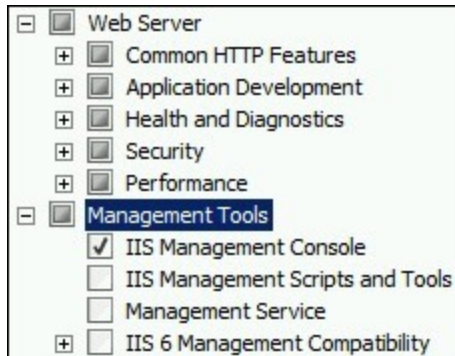 Web Server
Common HTTP Features
Application Development
Health and Diagnostics
Security
Performance
Management Tools
IIS Management Console
IIS Management Scripts and Tools
Management Service
IIS 6 Management Compatibility